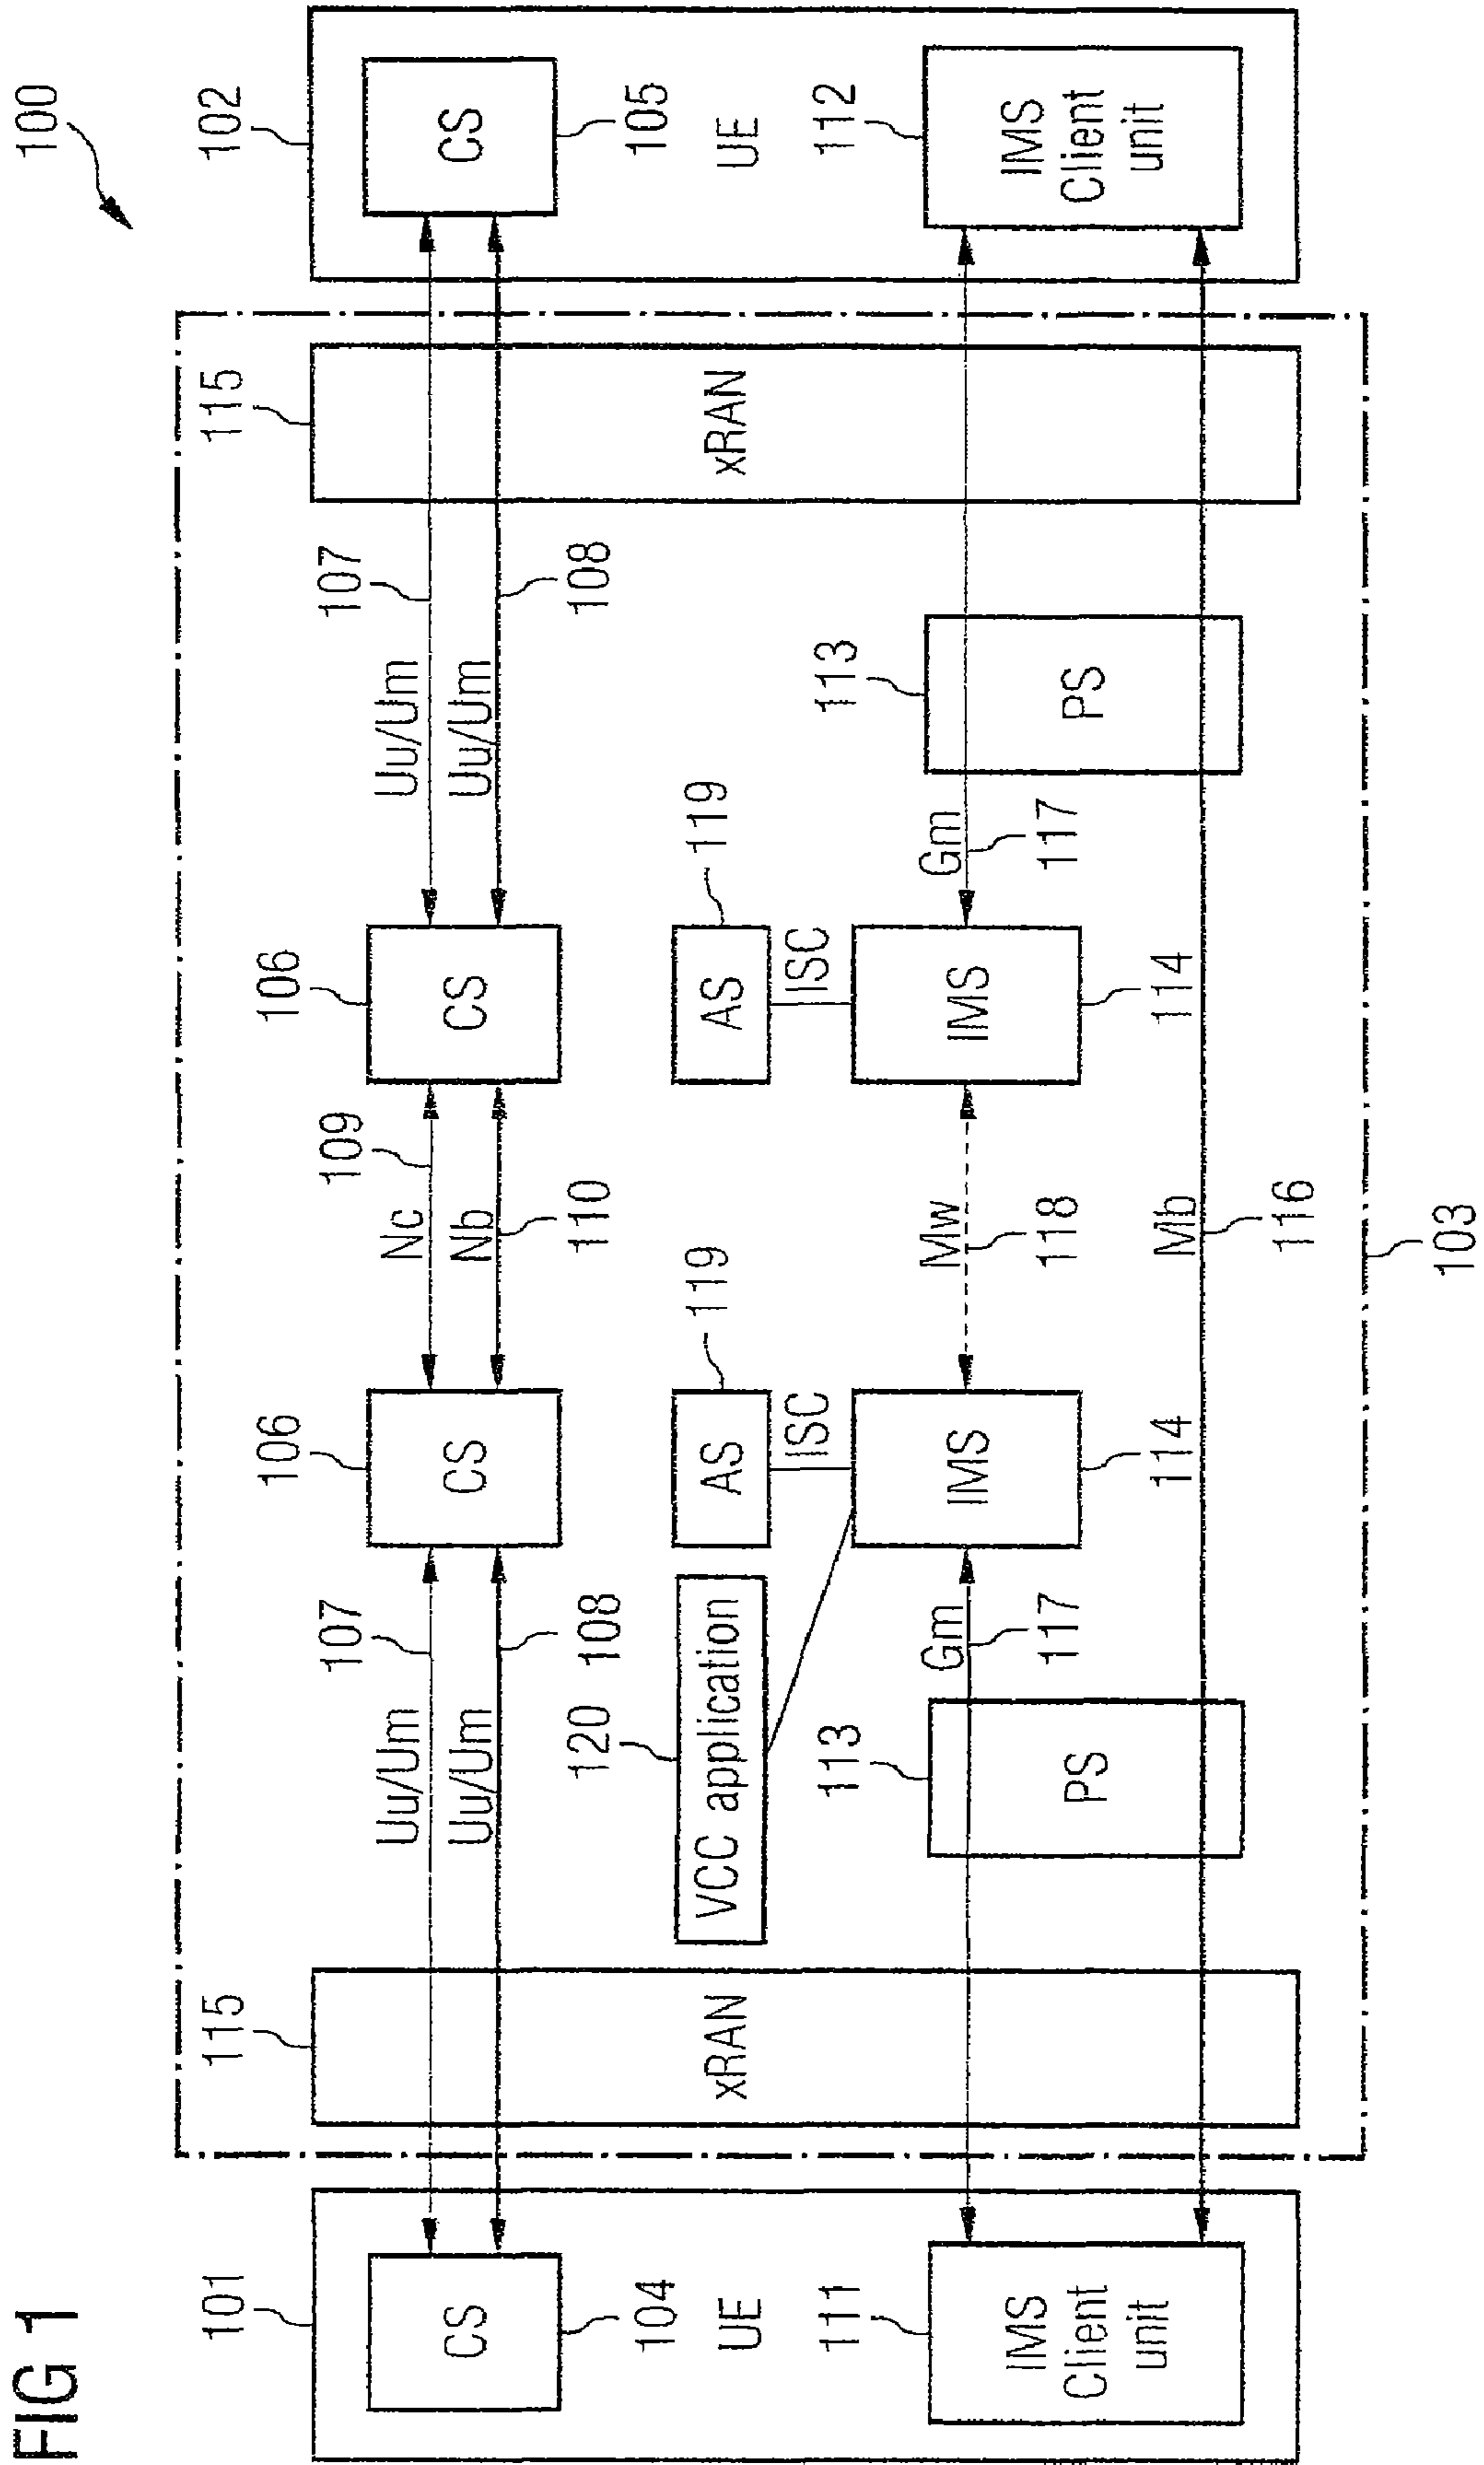 FIG 1
100
101
CS
104
UE
111
IMS
Client
unit
115
xRAN
107
Uu/Um
Uu/Um
108
120
VCC application
113
PS
Gm
117
106
CS
119
AS
ISC
IMS
114
109
Nc
Nb
110
Mw
118
Mb
116
103
106
CS
119
AS
ISC
IMS
114
107
Uu/Um
Uu/Um
108
Gm
117
113
PS
115
xRAN
102
CS
105
UE
112
IMS
Client
unit